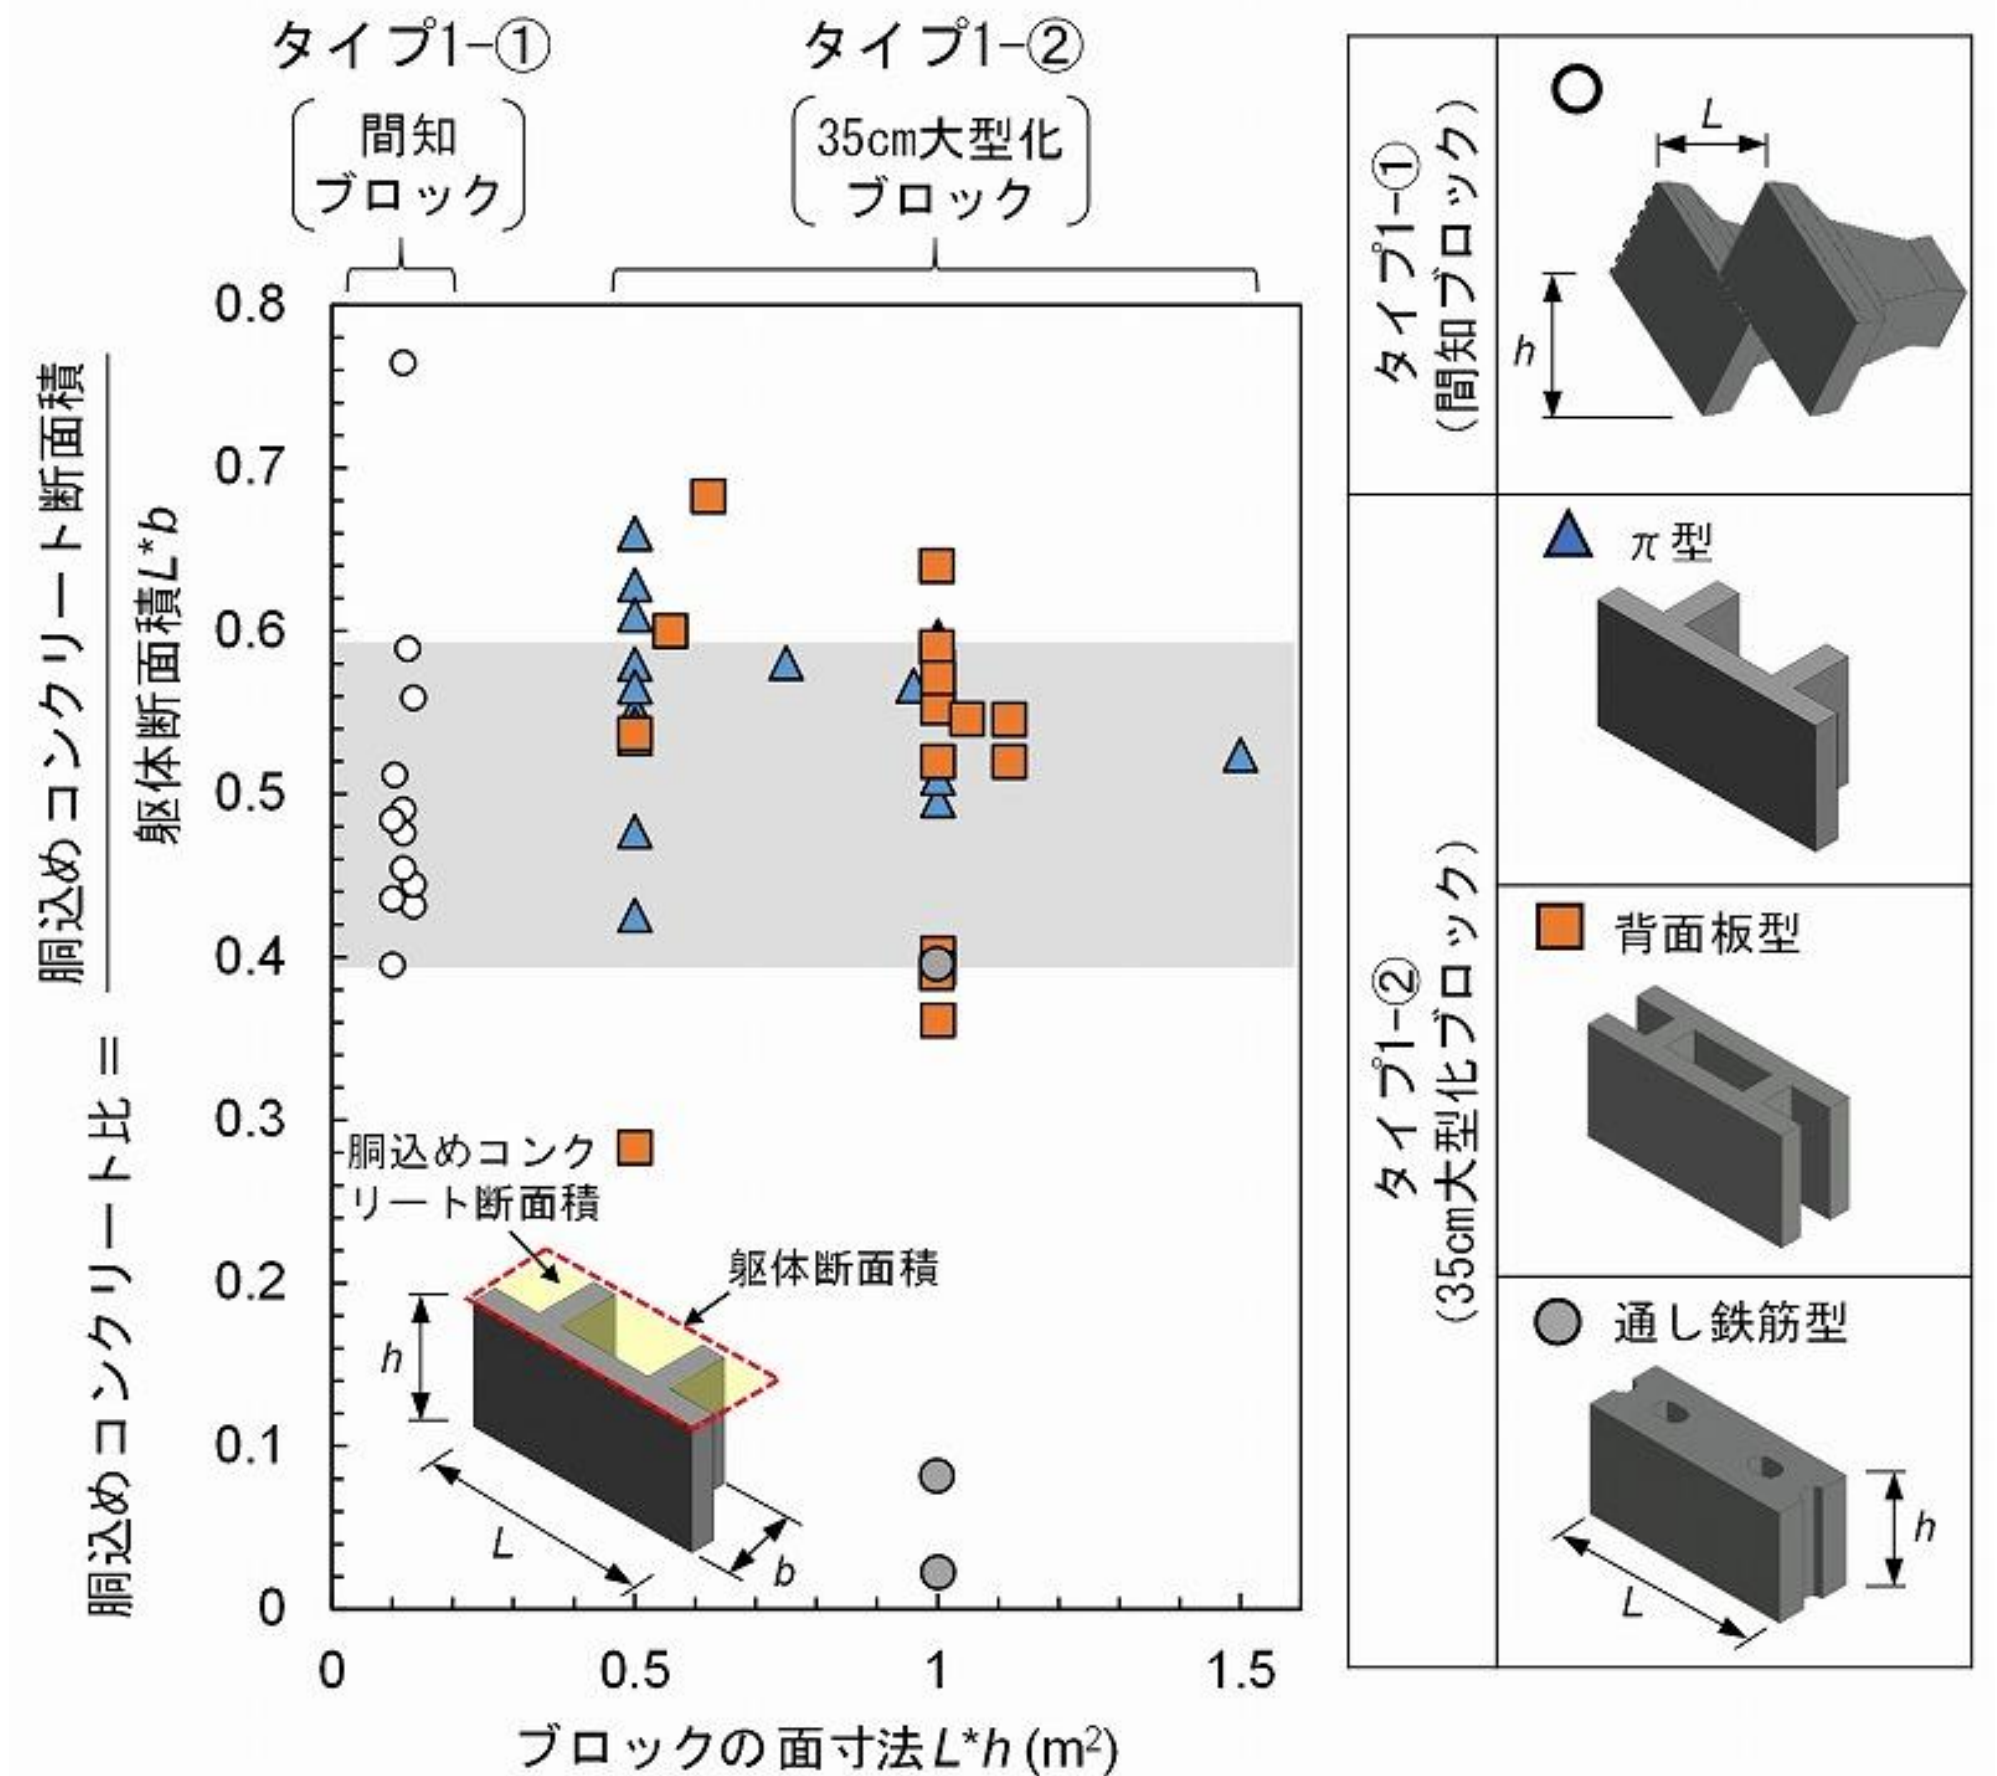 タイプ1-①
間知
ブロック
タイプ1-②
35cm大型化
ブロック
胴込めコンクリート比 =
胴込めコンクリート断面積
躯体断面積L*b
0.8
0.7
0.6
0.5
0.4
0.3
0.2
0.1
0
0
0.5
1
1.5
ブロックの面寸法L*h (m²)
胴込めコンク
リート断面積
躯体断面積
h
L
b
タイプ1-①
(間知ブロック)
L
h
タイプ1-②
(35cm大型化ブロック)
π型
背面板型
通し鉄筋型
h
L